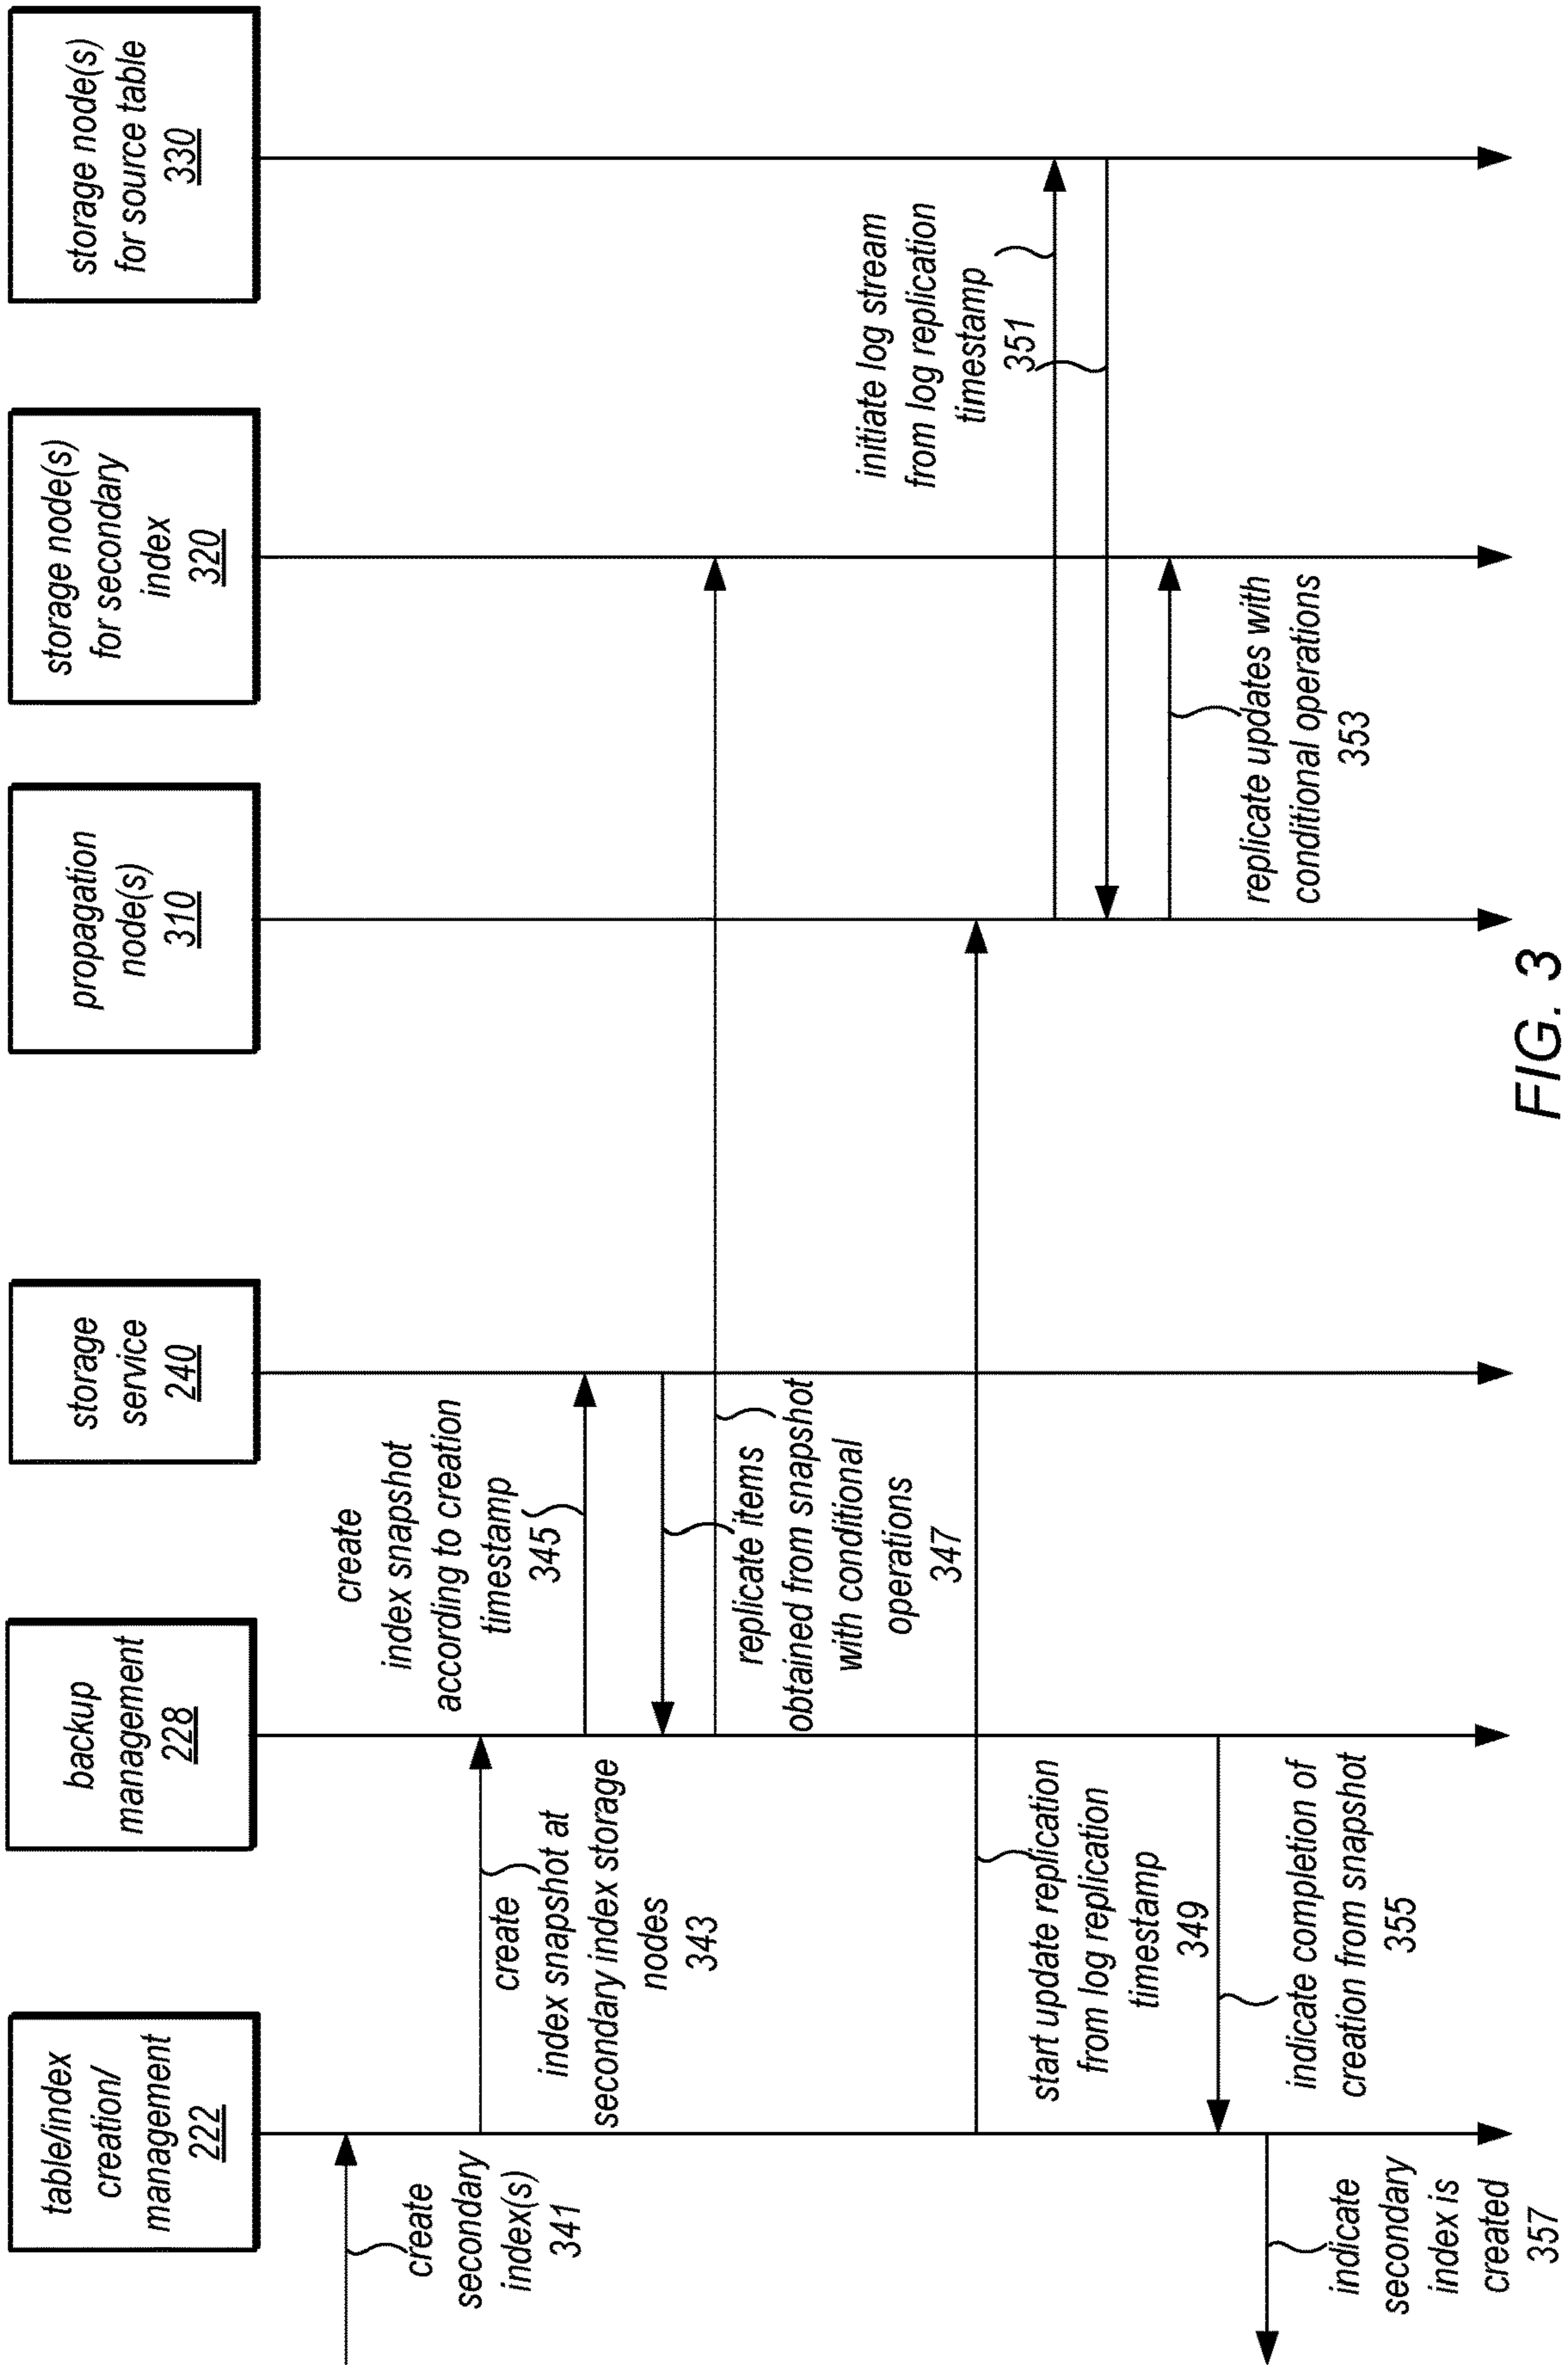 table/index
creation/
management
222
backup
management
228
storage
service
240
propagation
node(s)
310
storage node(s)
for secondary
index
320
storage node(s)
for source table
330
create
secondary
index(s)
341
create
index snapshot at
secondary index storage
nodes
343
create
index snapshot
according to creation
timestamp
345
replicate items
obtained from snapshot
with conditional
operations
347
start update replication
from log replication
timestamp
349
initiate log stream
from log replication
timestamp
351
replicate updates with
conditional operations
353
indicate completion of
creation from snapshot
355
indicate
secondary
index is
created
357
FIG. 3